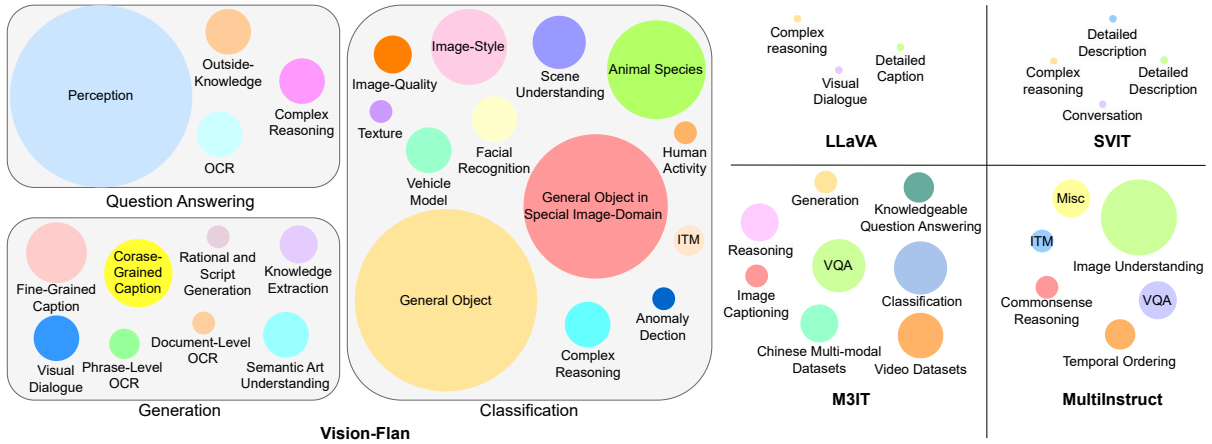 Perception
Outside-
Knowledge
Complex
Reasoning
OCR
Question Answering
Fine-Grained
Caption
Corase-
Grained
Caption
Rational and
Script
Generation
Knowledge
Extraction
Visual
Dialogue
Phrase-Level
OCR
Document-Level
OCR
Semantic Art
Understanding
Generation
Image-Quality
Image-Style
Scene
Understanding
Animal Species
Texture
Vehicle
Model
Facial
Recognition
Human
Activity
General Object in
Special Image-Domain
ITM
General Object
Complex
Reasoning
Anomaly
Dection
Classification
Vision-Flan
Complex
reasoning
Detailed
Caption
Visual
Dialogue
LLaVA
Detailed
Description
Complex
reasoning
Detailed
Description
Conversation
SVIT
Generation
Knowledgeable
Question Answering
Reasoning
VQA
Image
Captioning
Classification
Chinese Multi-modal
Datasets
Video Datasets
M3IT
Misc
ITM
Image Understanding
Commonsense
Reasoning
VQA
Temporal Ordering
MultiInstruct